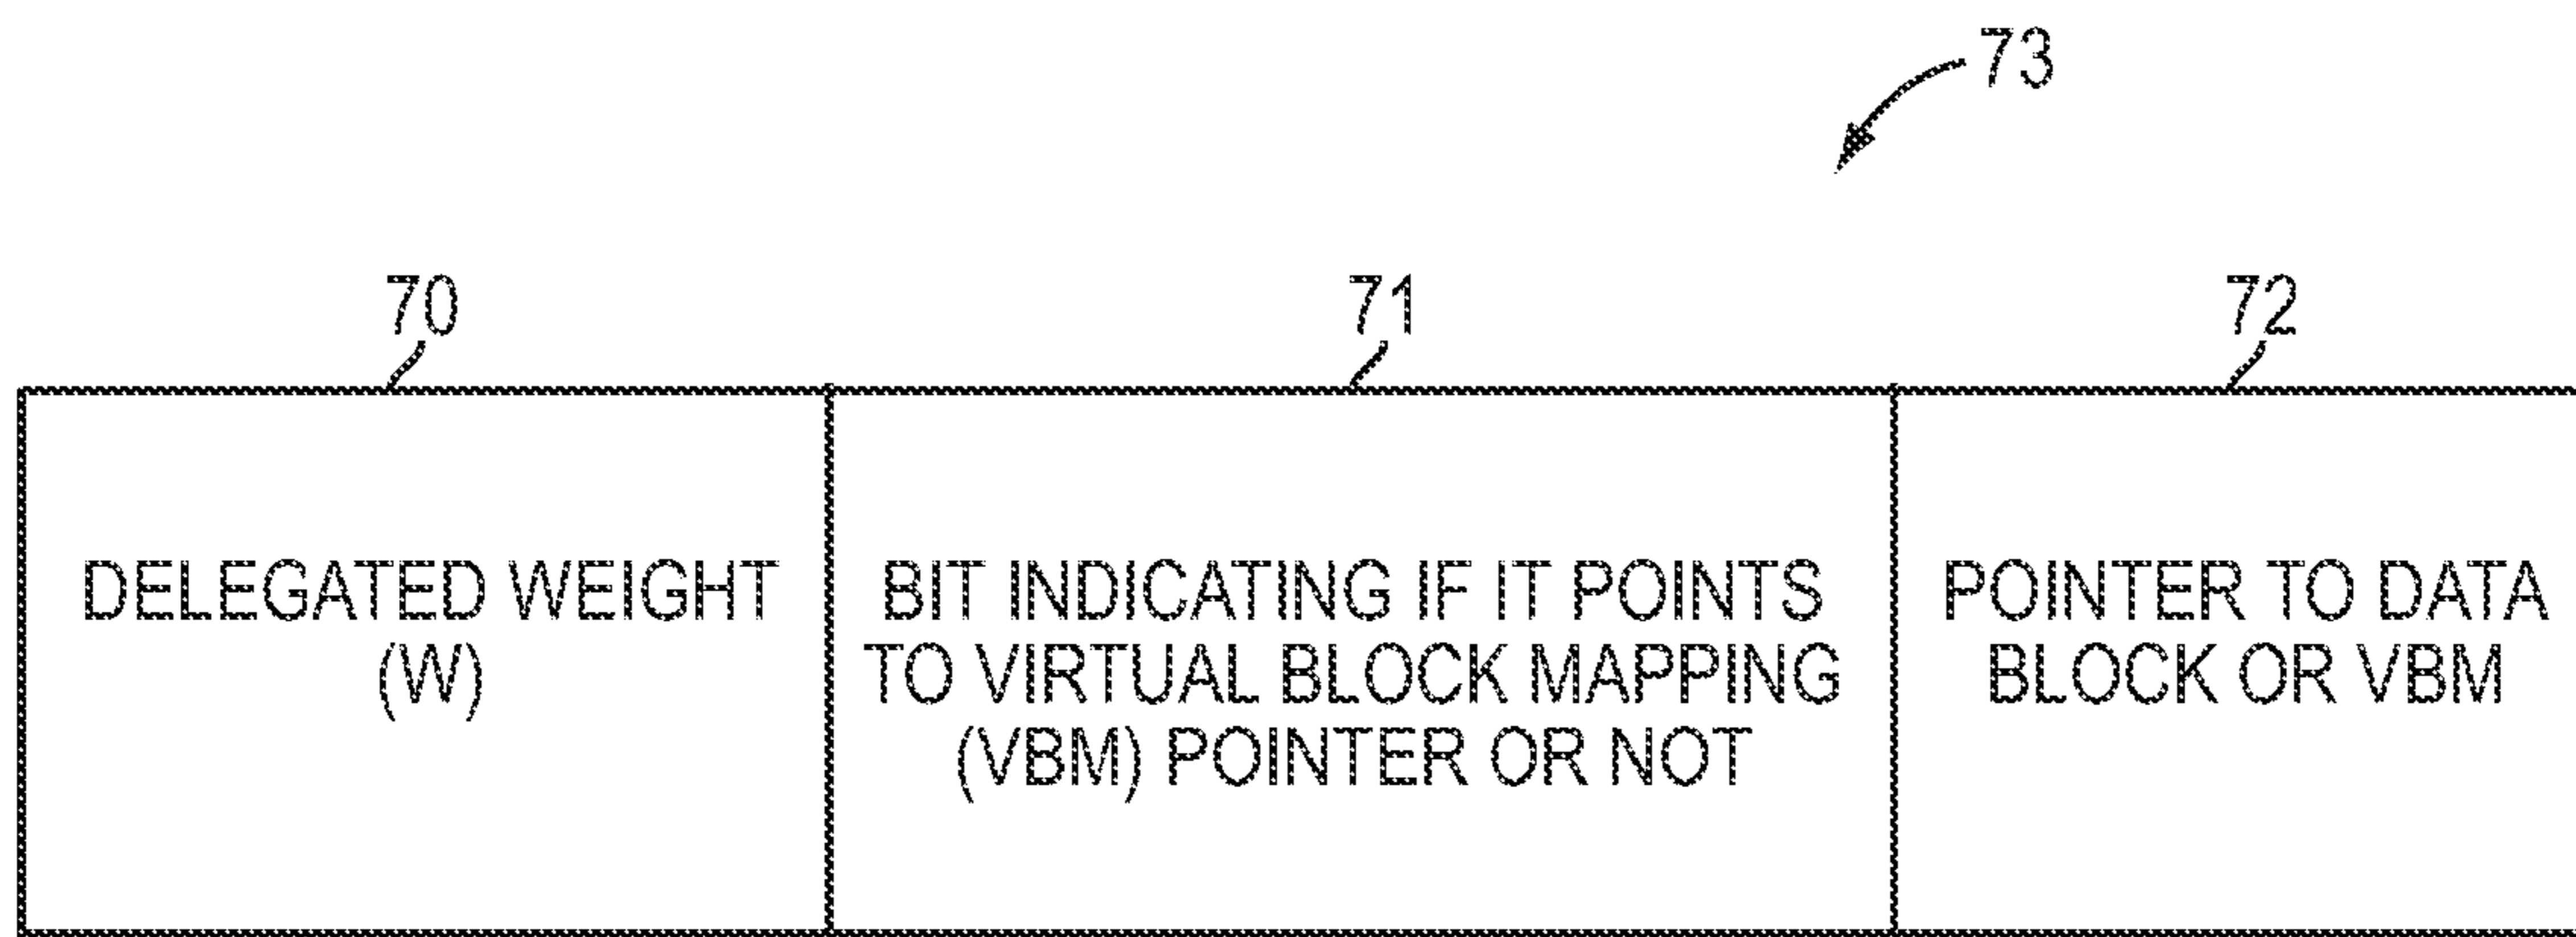 73
70
71
72
DELEGATED WEIGHT
(W)
BIT INDICATING IF IT POINTS
TO VIRTUAL BLOCK MAPPING
(VBM) POINTER OR NOT
POINTER TO DATA
BLOCK OR VBM